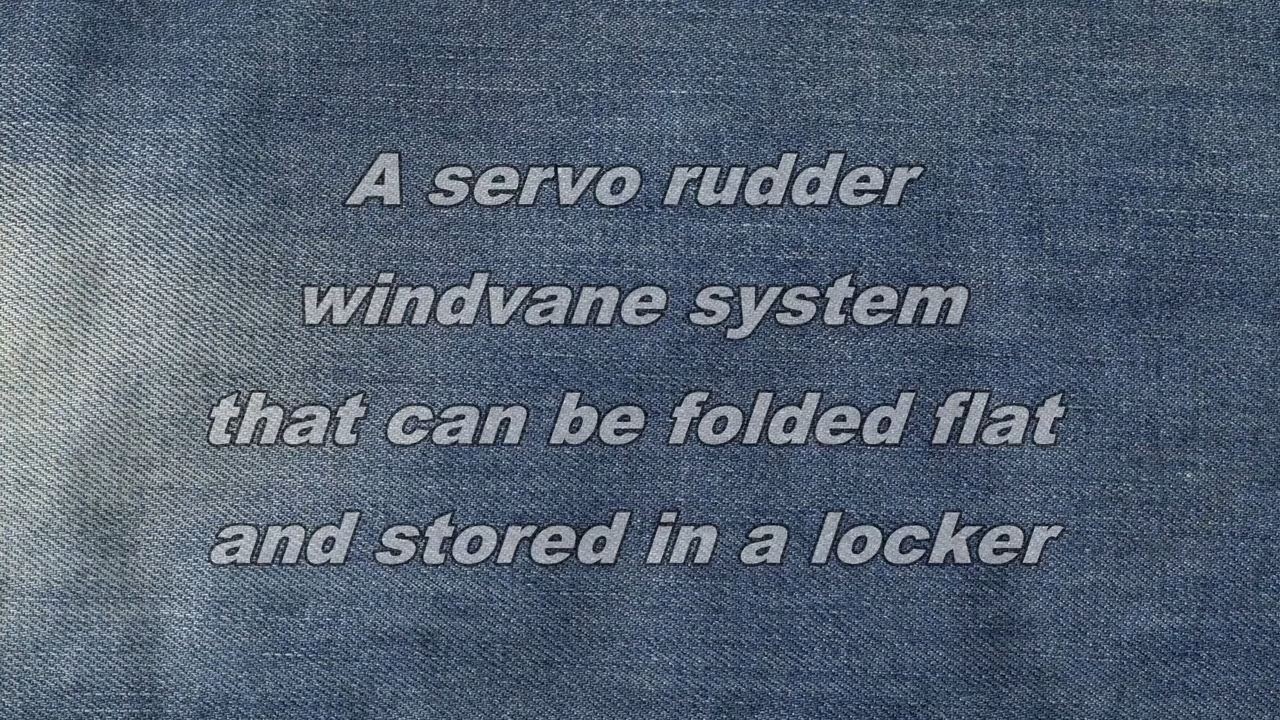 A servo rudder
windvane system
that can be folded flat
and stored in a locker